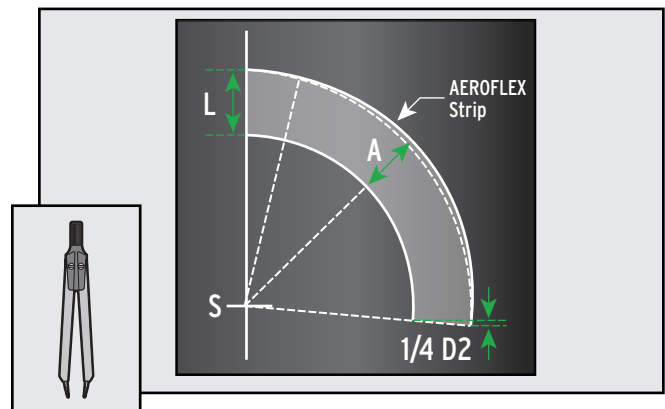 L
A
AEROFLEX
Strip
S
1/4 D2